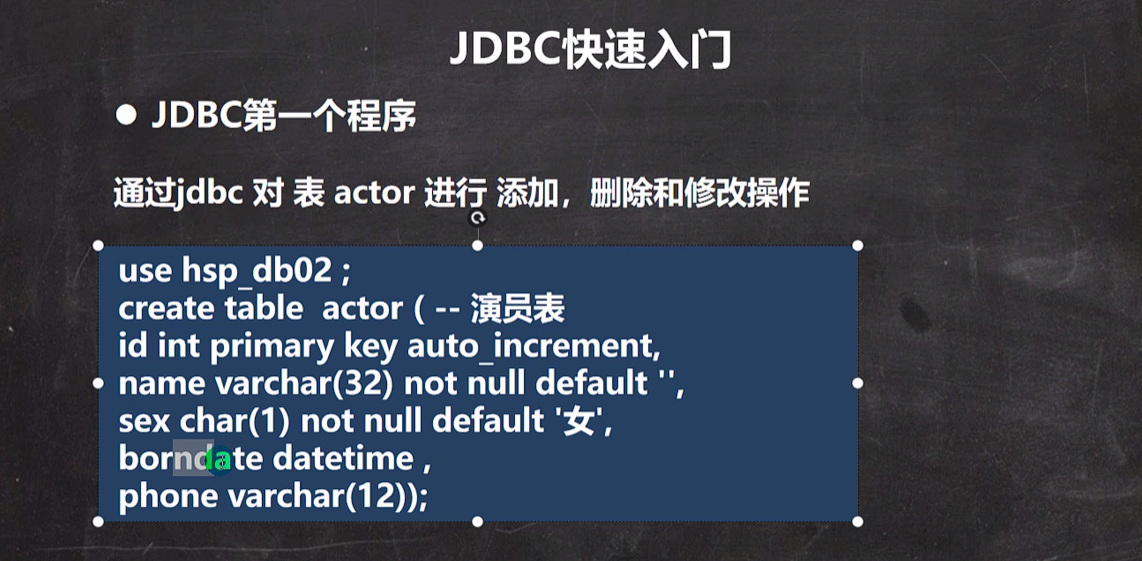 JDBC快速入门
● JDBC第一个程序
通过jdbc 对 表 actor 进行 添加，删除和修改操作
use hsp_db02 ;
create table  actor ( -- 演员表
id int primary key auto_increment,
name varchar(32) not null default '',
sex char(1) not null default '女',
borndate datetime ,
phone varchar(12));